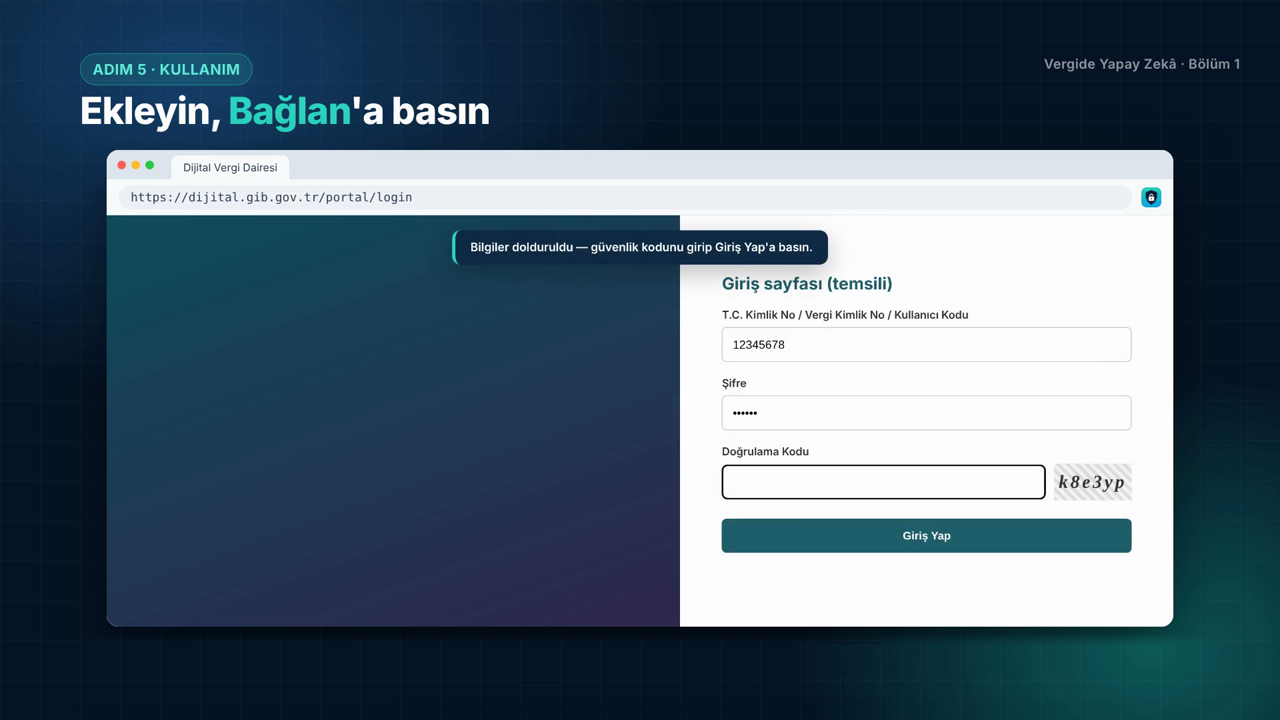 ADIM 5 · KULLANIM
Vergide Yapay Zekâ · Bölüm 1
Ekleyin, Bağlan'a basın
Dijital Vergi Dairesi
https://dijital.gib.gov.tr/portal/login
Bilgiler dolduruldu — güvenlik kodunu girip Giriş Yap'a basın.
Giriş sayfası (temsili)
T.C. Kimlik No / Vergi Kimlik No / Kullanıcı Kodu
12345678
Şifre
••••••
Doğrulama Kodu
k8e3yp
Giriş Yap